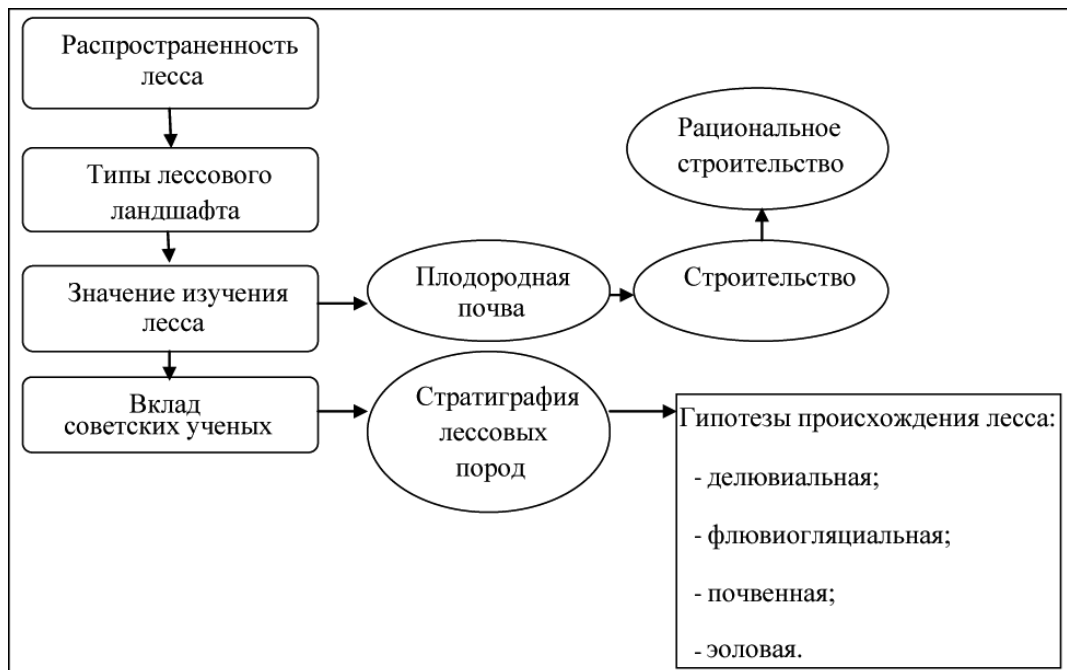 Распространенность
лесса
Типы лессового
ландшафта
Значение изучения
лесса
Вклад
советских ученых
Плодородная
почва
Строительство
Рациональное
строительство
Стратиграфия
лессовых
пород
Гипотезы происхождения лесса:
- делювиальная;
- флювиогляциальная;
- почвенная;
- эоловая.